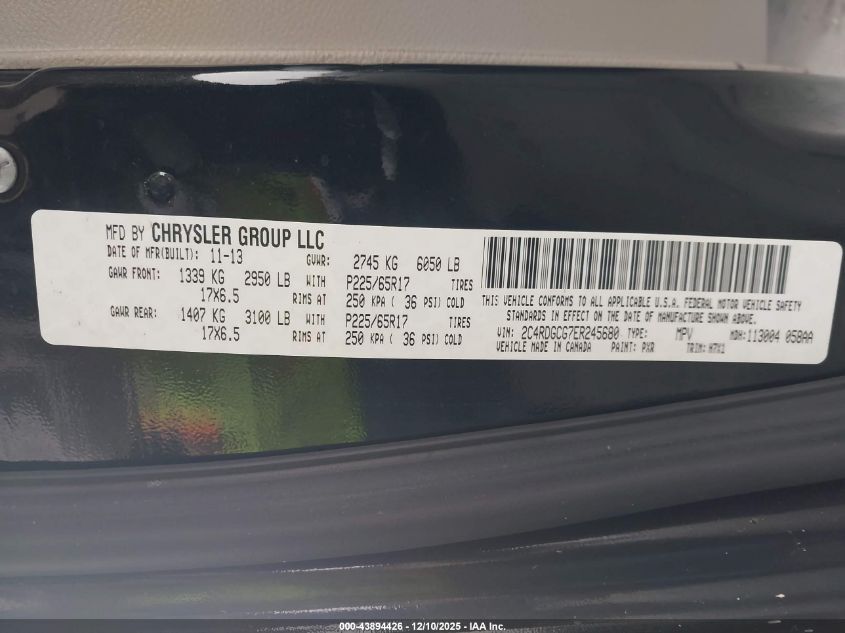 MFD BY CHRYSLER GROUP LLC
DATE OF MFR(BUILT): 11-13 GVWR: 2745 KG 6050 LB
GAWR FRONT: 1339 KG 2950 LB WITH P225/65R17 TIRES
17X6.5 RIMS AT 250 KPA ( 36 PSI) COLD
GAWR REAR: 1407 KG 3100 LB WITH P225/65R17 TIRES
17X6.5 RIMS AT 250 KPA ( 36 PSI) COLD
THIS VEHICLE CONFORMS TO ALL APPLICABLE U.S.A. FEDERAL MOTOR VEHICLE SAFETY
STANDARDS IN EFFECT ON THE DATE OF MANUFACTURE SHOWN ABOVE.
VIN: 2C4RDGCG7ER245680 TYPE: MPV MDH:113004 058AA
VEHICLE MADE IN CANADA PAINT: PXR TRIM: H7X1
000-43894426 - 12/10/2025 - IAA Inc.